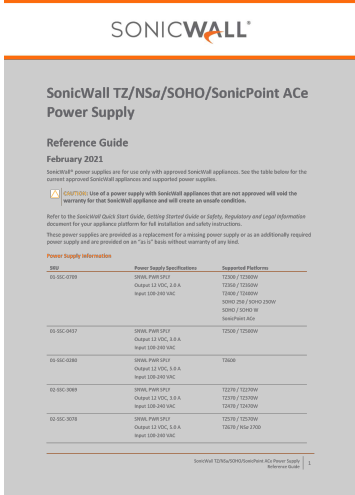 SONICWALL®
SonicWall TZ/NSa/SOHO/SonicPoint ACe
Power Supply
Reference Guide
February 2021
SonicWall® power supplies are for use only with approved SonicWall appliances. See the table below for the
current approved SonicWall appliances and supported power supplies.
CAUTION: Use of a power supply with SonicWall appliances that are not approved will void the
warranty for that SonicWall appliance and will create an unsafe condition.
Refer to the SonicWall Quick Start Guide, Getting Started Guide or Safety, Regulatory and Legal Information
document for your appliance platform for full installation and safety instructions.
These power supplies are provided as a replacement for a missing power supply or as an additionally required
power supply and are provided on an "as is" basis without warranty of any kind.
Power Supply Information
SKU Power Supply Specifications Supported Platforms
01-SSC-0709 SNWL PWR SPLY TZ300 / TZ300W
Output 12 VDC, 2.0 A TZ350 / TZ350W
Input 100-240 VAC TZ400 / TZ400W
SOHO 250 / SOHO 250W
SOHO / SOHO W
SonicPoint ACe
01-SSC-0437 SNWL PWR SPLY TZ500 / TZ500W
Output 12 VDC, 3.0 A
Input 100-240 VAC
01-SSC-0280 SNWL PWR SPLY TZ600
Output 12 VDC, 5.0 A
Input 100-240 VAC
02-SSC-3069 SNWL PWR SPLY TZ270 / TZ270W
Output 12 VDC, 3.0 A TZ370 / TZ370W
Input 100-240 VAC TZ470 / TZ470W
02-SSC-3078 SNWL PWR SPLY TZ570 / TZ570W
Output 12 VDC, 5.0 A TZ670 / NSa 2700
Input 100-240 VAC
SonicWall TZ/NSa/SOHO/SonicPoint ACe Power Supply
Reference Guide
1